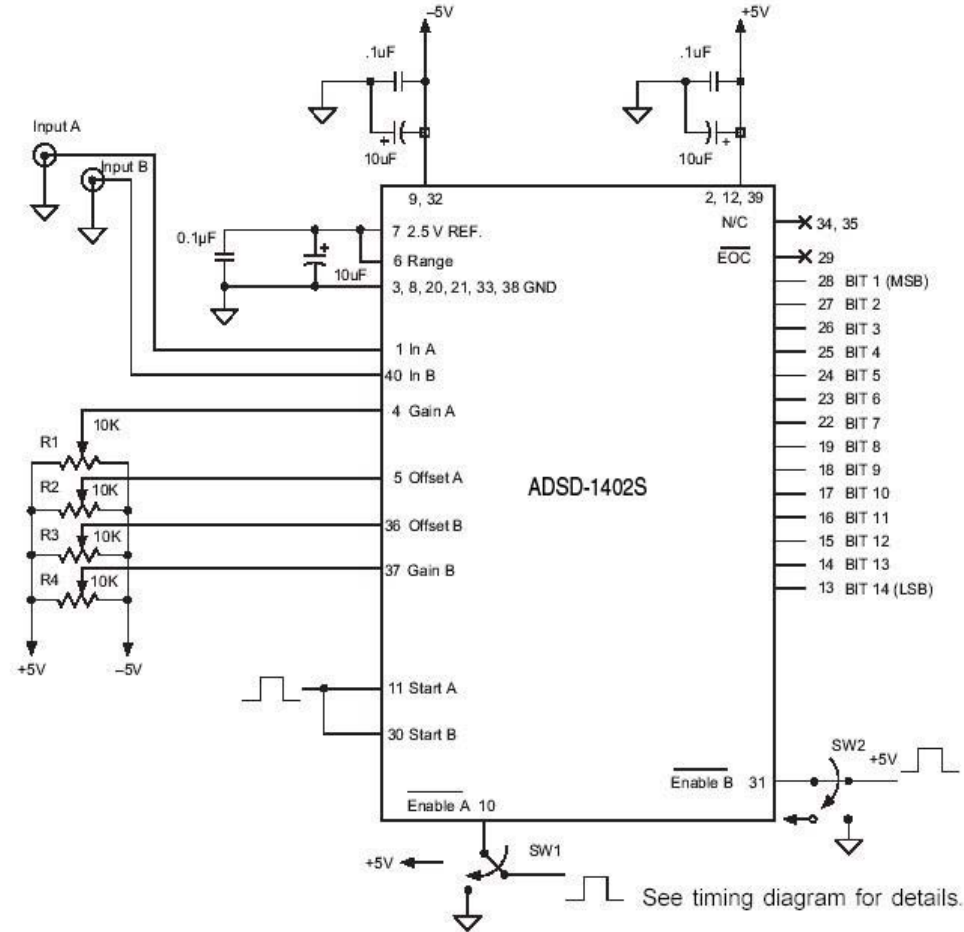 –5V
+5V
.1uF
.1uF
+
10uF
10uF
+
Input A
Input B
9, 32
2, 12, 39
N/C
34, 35
EOC
29
0.1µF
+
10uF
7 2.5 V REF.
6 Range
3, 8, 20, 21, 33, 38 GND
28 BIT 1 (MSB)
27 BIT 2
26 BIT 3
25 BIT 4
24 BIT 5
23 BIT 6
22 BIT 7
19 BIT 8
18 BIT 9
17 BIT 10
16 BIT 11
15 BIT 12
14 BIT 13
13 BIT 14 (LSB)
1 In A
40 In B
4 Gain A
10K
R1
5 Offset A
R2
10K
ADSD-1402S
36 Offset B
R3
10K
37 Gain B
R4
10K
+5V
–5V
11 Start A
30 Start B
SW2
+5V
Enable B 31
Enable A 10
SW1
+5V
See timing diagram for details.